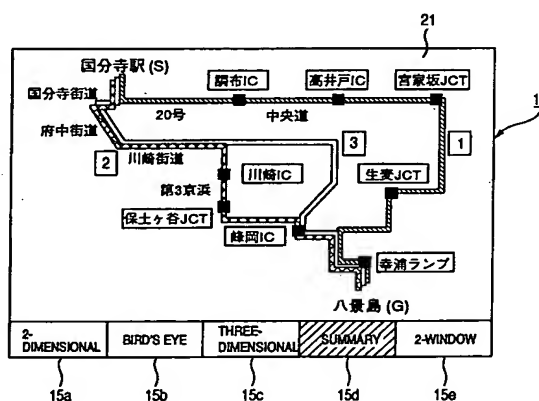 21
国分寺駅 (S)
調布IC
高井戸IC
宮家坂JCT
国分寺街道
20号
中央道
1
府中街道
2
川崎街道
3
1
川崎IC
生麦JCT
第3京浜
保土ヶ谷JCT
峰岡IC
幸浦ランプ
八景島 (G)
2-DIMENSIONAL
BIRD'S EYE
THREE-DIMENSIONAL
SUMMARY
2-WINDOW
15a
15b
15c
15d
15e